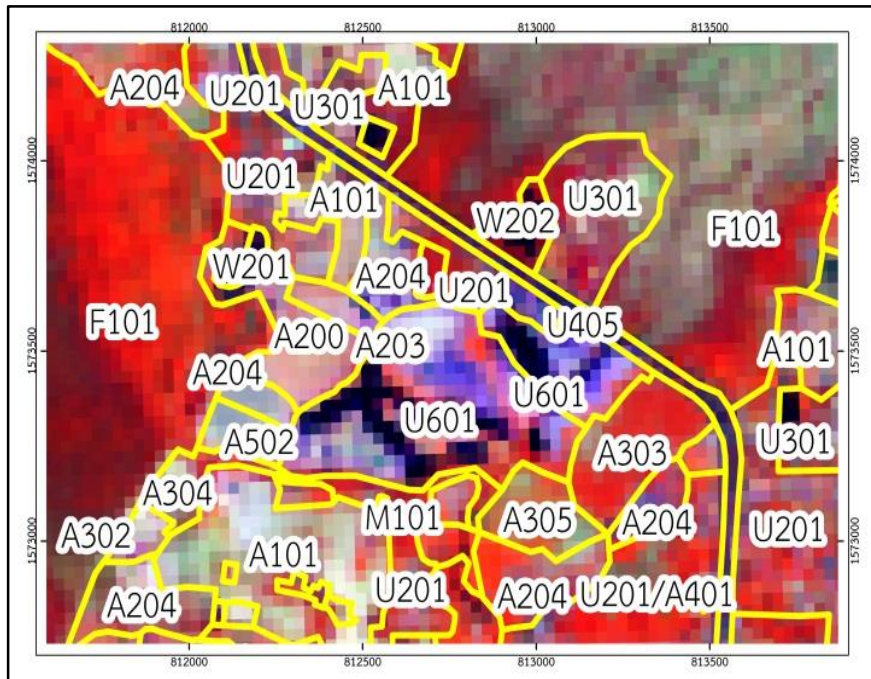 812000 812500 813000 813500
A204 U201 U301 A101
1574000 1574000
U201 A101 W202 U301 F101
W201 A204 U201
F101 A200 A203 U405
1573500 1573500
A204 U601 A101
A502 U601 A303 U301
A304
A302 M101 A305 A204 U201
1573000 1573000
A101
A204 U201 A204 U201/A401
812000 812500 813000 813500